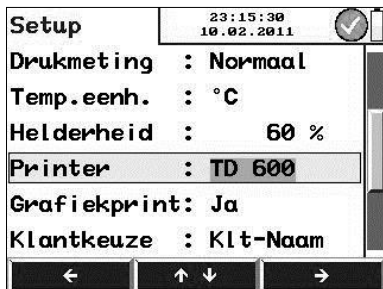 Setup
23:15:30
10.02.2011
Drukmeting : Normaal
Temp.eenh. : °C
Helderheid : 60 %
Printer : TD 600
Grafiekprint: Ja
Klantkeuze : Klt-Naam
← ↑ ↓ →